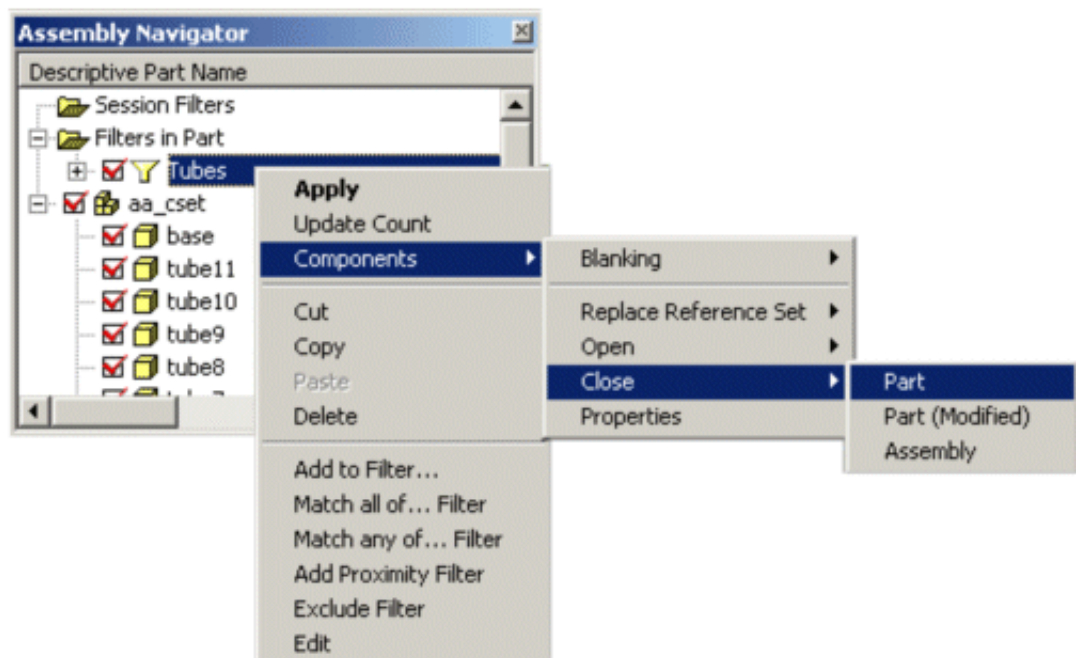 Assembly Navigator
Descriptive Part Name
Session Filters
Filters in Part
Tubes
aa_cset
base
tube11
tube10
tube9
tube8
Apply
Update Count
Components
Cut
Copy
Paste
Delete
Add to Filter...
Match all of... Filter
Match any of... Filter
Add Proximity Filter
Exclude Filter
Edit
Blanking
Replace Reference Set
Open
Close
Properties
Part
Part (Modified)
Assembly